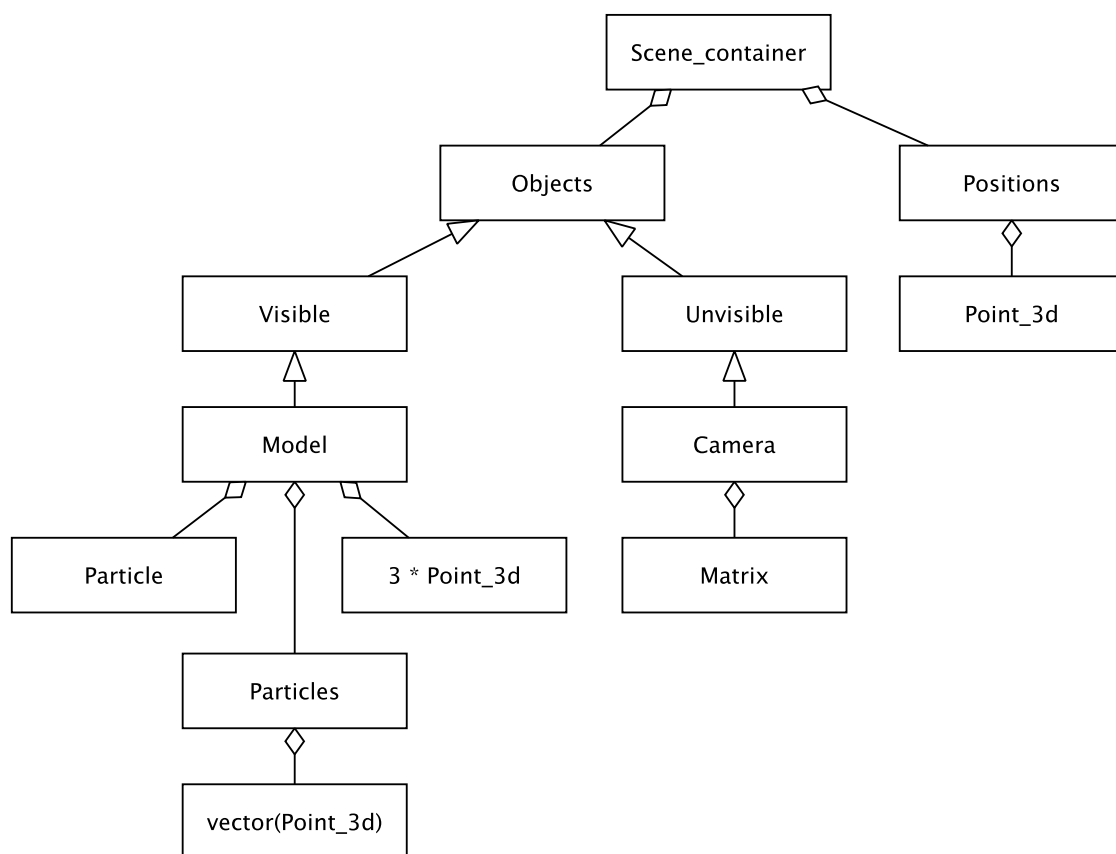 Scene_container
Objects
Positions
Visible
Unvisible
Point_3d
Model
Camera
Particle
3 * Point_3d
Matrix
Particles
vector(Point_3d)